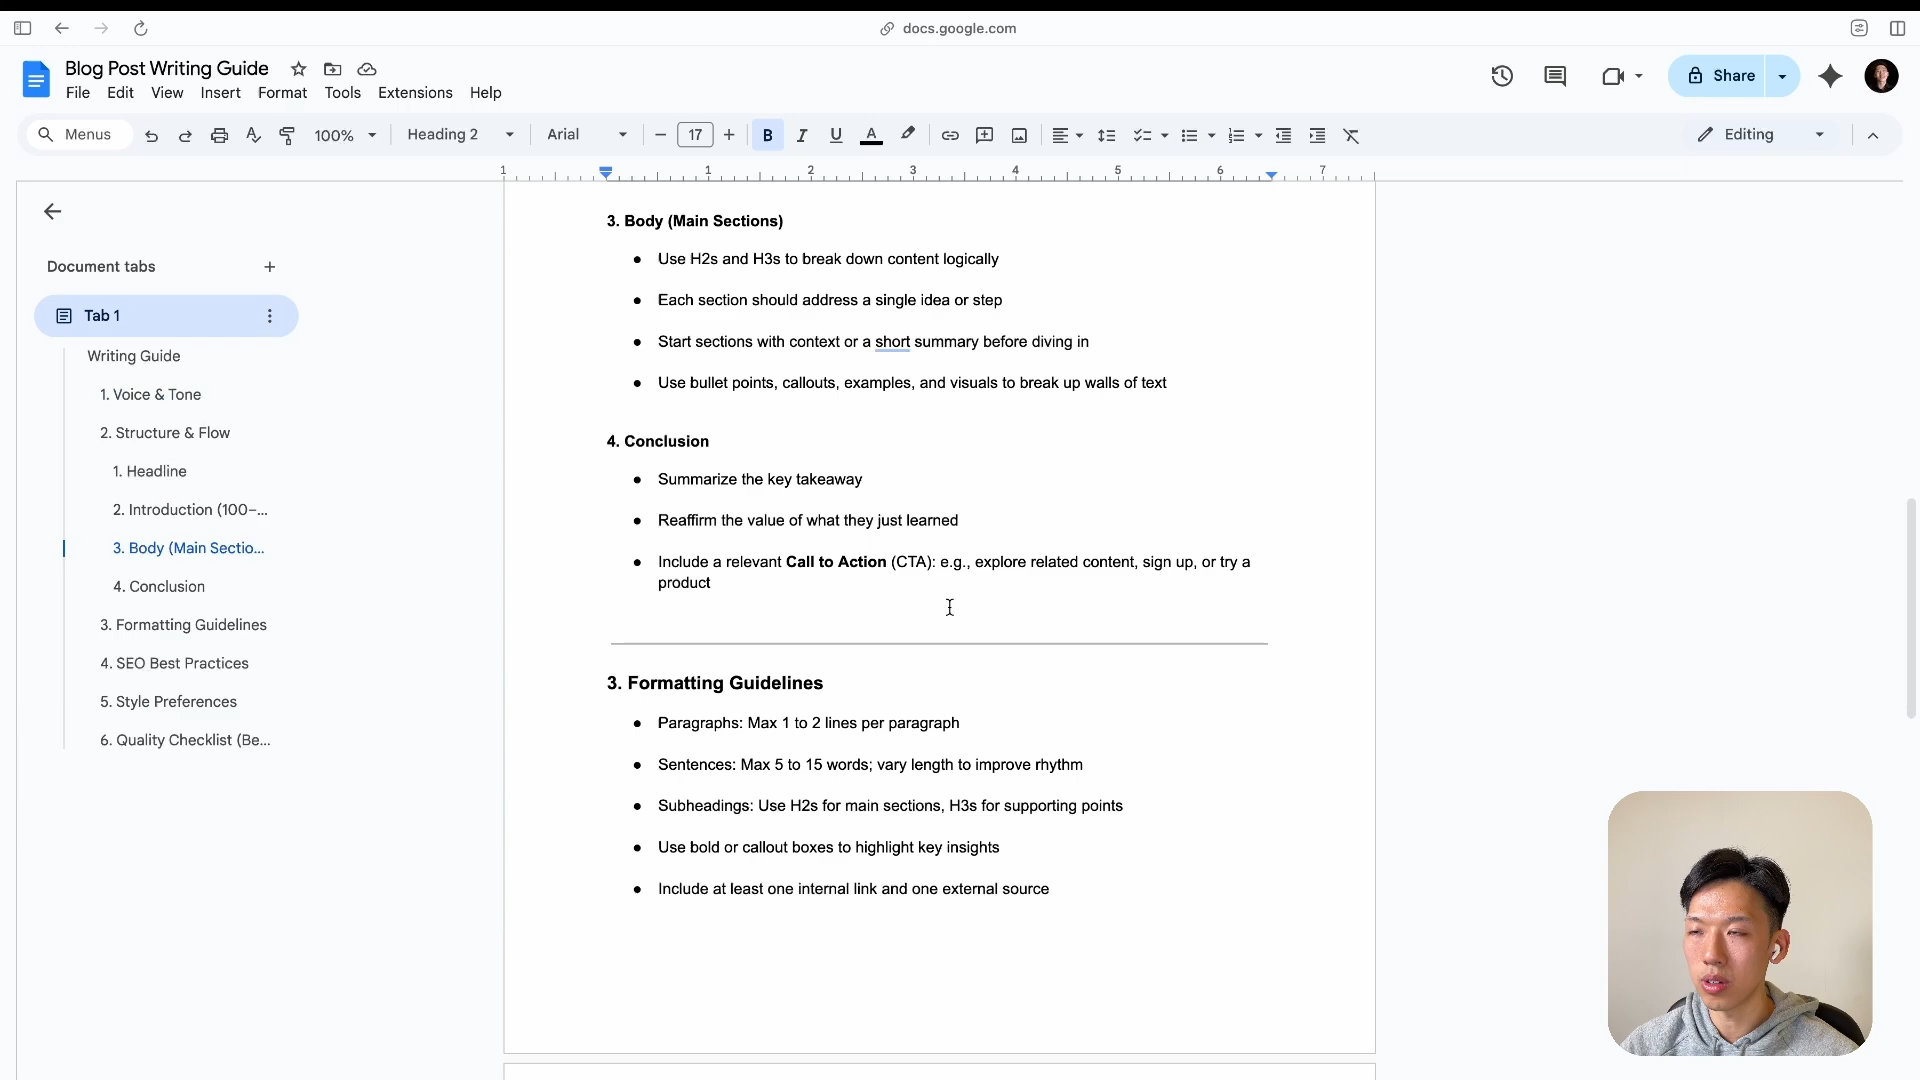 docs.google.com
Blog Post Writing Guide
File Edit View Insert Format Tools Extensions Help
Share
Menus 100% Heading 2 Arial 17 B I U A Editing
1 1 2 3 4 5 6 7
Document tabs
Tab 1
Writing Guide
1. Voice & Tone
2. Structure & Flow
1. Headline
2. Introduction (100–...
3. Body (Main Sectio...
4. Conclusion
3. Formatting Guidelines
4. SEO Best Practices
5. Style Preferences
6. Quality Checklist (Be...
3. Body (Main Sections)
● Use H2s and H3s to break down content logically
● Each section should address a single idea or step
● Start sections with context or a short summary before diving in
● Use bullet points, callouts, examples, and visuals to break up walls of text
4. Conclusion
● Summarize the key takeaway
● Reaffirm the value of what they just learned
● Include a relevant Call to Action (CTA): e.g., explore related content, sign up, or try a
product
3. Formatting Guidelines
● Paragraphs: Max 1 to 2 lines per paragraph
● Sentences: Max 5 to 15 words; vary length to improve rhythm
● Subheadings: Use H2s for main sections, H3s for supporting points
● Use bold or callout boxes to highlight key insights
● Include at least one internal link and one external source